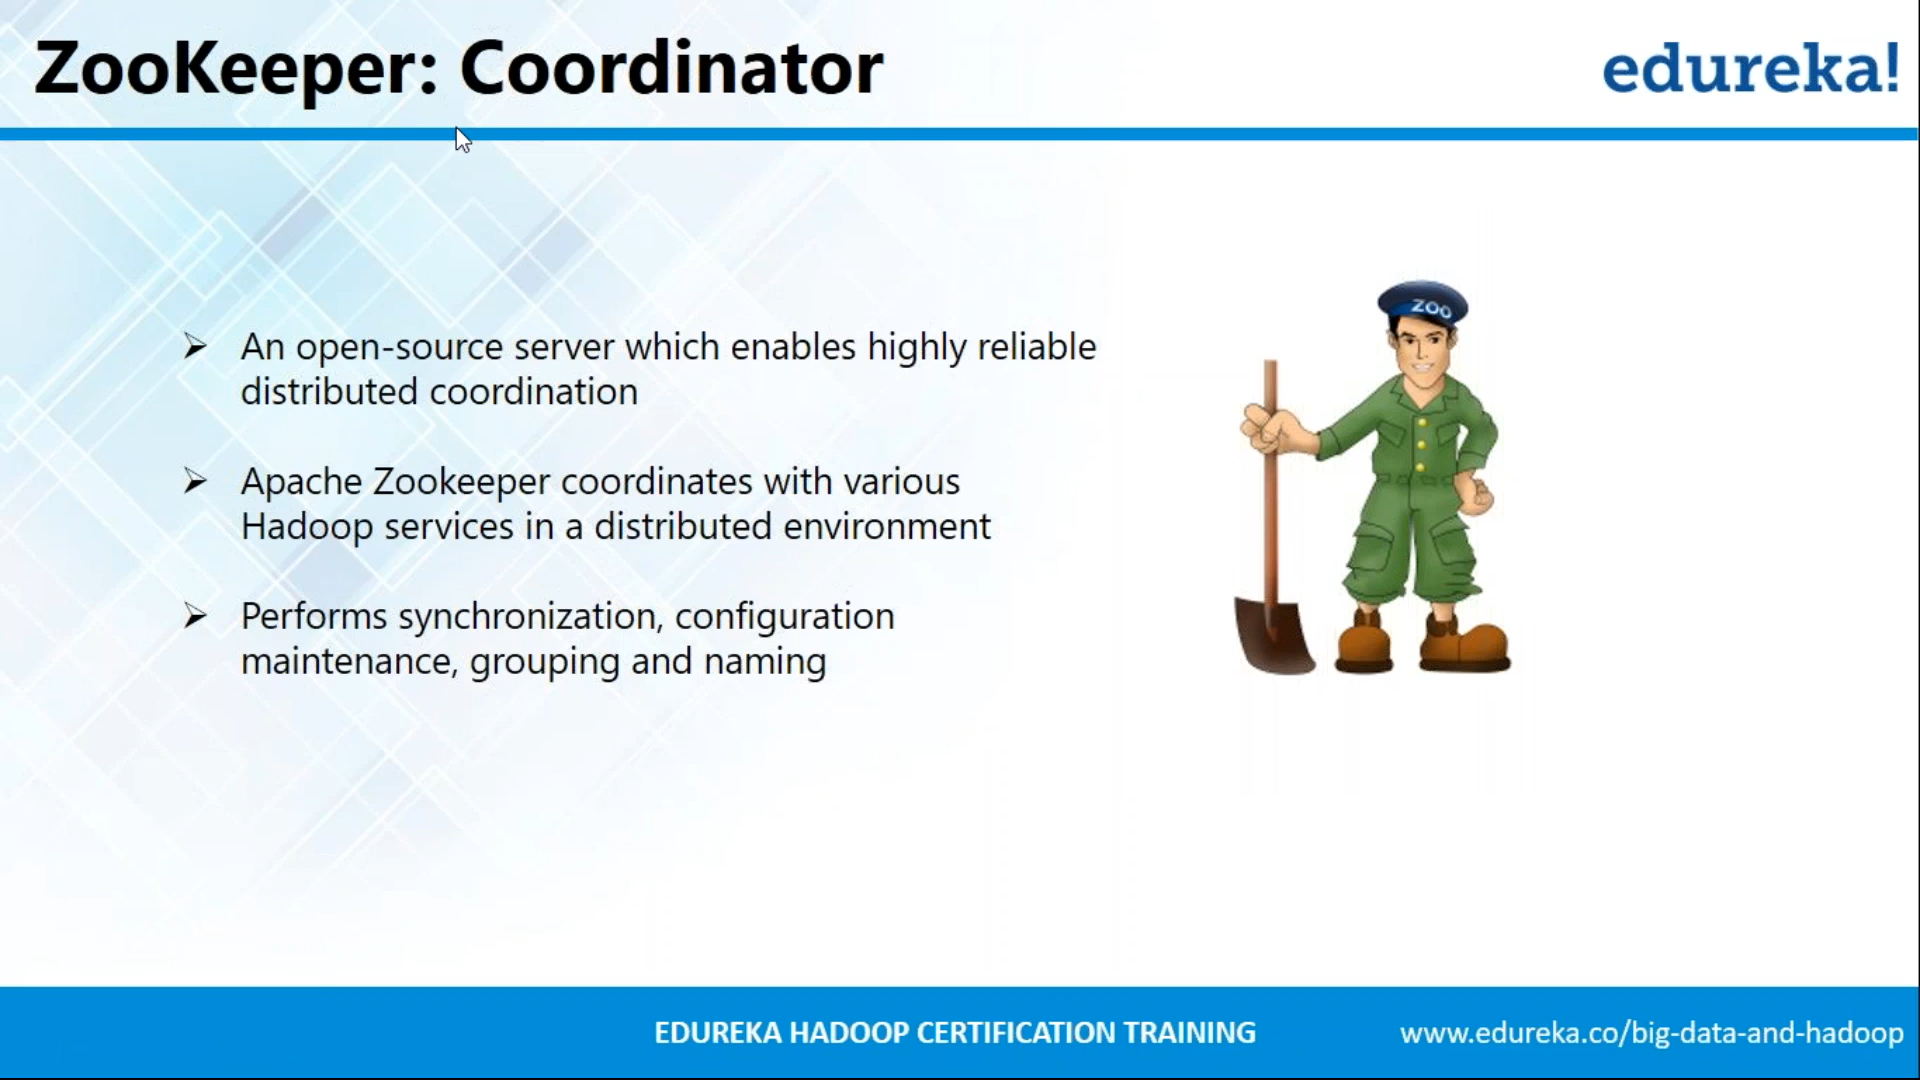 ZooKeeper: Coordinator
edureka!
ZOO
An open-source server which enables highly reliable
distributed coordination
Apache Zookeeper coordinates with various
Hadoop services in a distributed environment
Performs synchronization, configuration
maintenance, grouping and naming
EDUREKA HADOOP CERTIFICATION TRAINING
www.edureka.co/big-data-and-hadoop